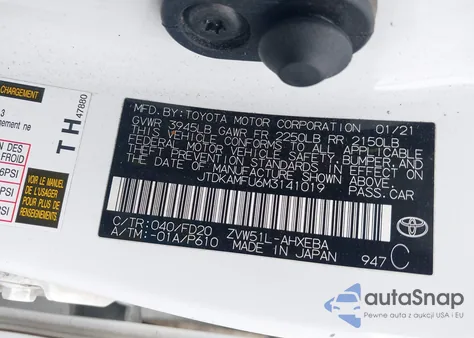 CHARGEMENT
TH 47880
FROID
PSI
PSI
VOIR LE MANUEL
DE L'USAGER
POUR PLUS DE
RENSEIGNEMENTS
MFD.BY:TOYOTA MOTOR CORPORATION 01/21
GVWR 3945LB GAWR FR 2250LB RR 2150LB
THIS VEHICLE CONFORMS TO ALL APPLICABLE
FEDERAL MOTOR VEHICLE SAFETY, BUMPER, AND
THEFT PREVENTION STANDARDS IN EFFECT ON
THE DATE OF MANUFACTURE SHOWN ABOVE.
JTDKAMFU6M3141019 PASS.CAR
C/TR:040/FD20 ZVW51L-AHXEBA
A/TM:-01A/P610 MADE IN JAPAN 947 C
TOYOTA
autoSnap
Pewne auta z aukcji USA i EU